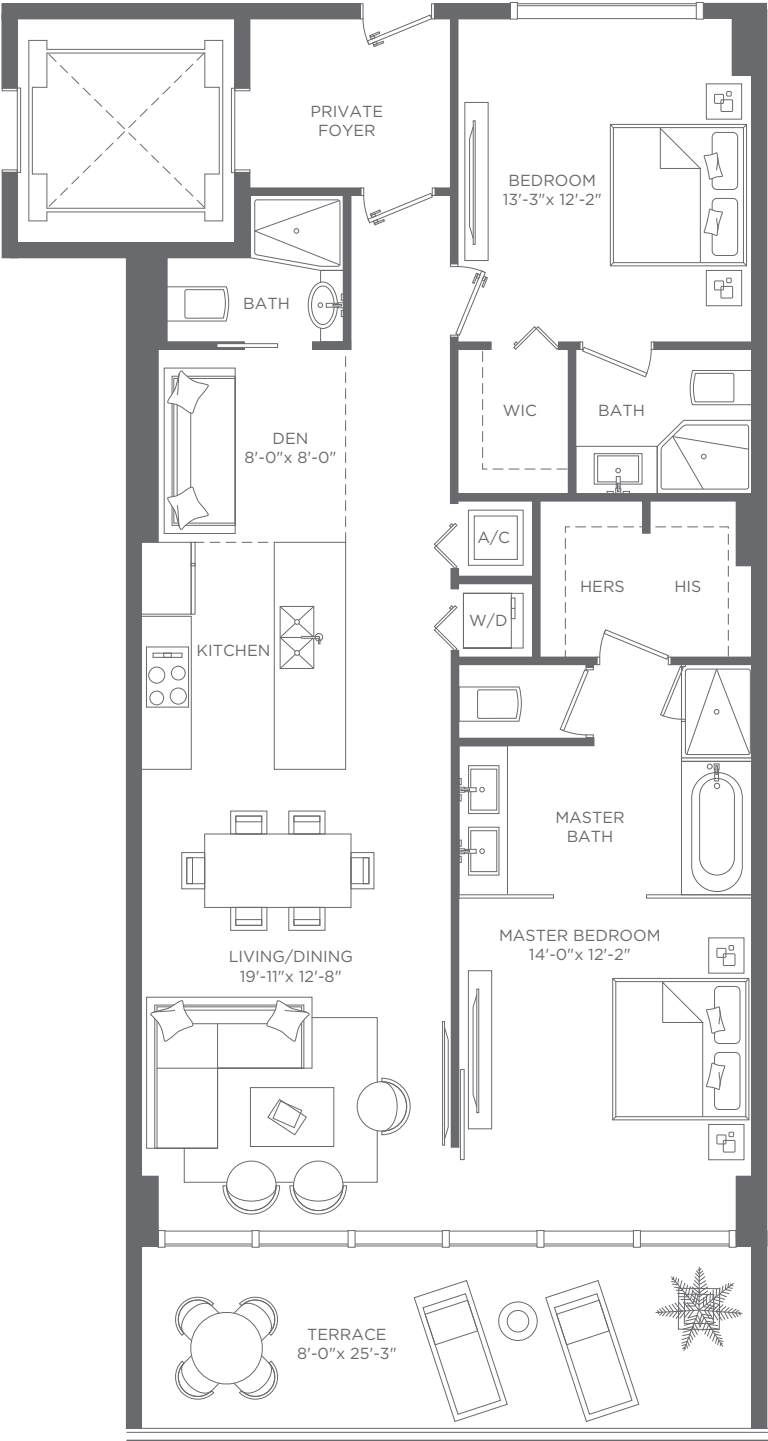 PRIVATE
FOYER
BEDROOM
13'-3"x 12'-2"
BATH
WIC
BATH
DEN
8'-0"x 8'-0"
A/C
HERS
HIS
W/D
KITCHEN
MASTER
BATH
MASTER BEDROOM
14'-0"x 12'-2"
LIVING/DINING
19'-11"x 12'-8"
TERRACE
8'-0"x 25'-3"